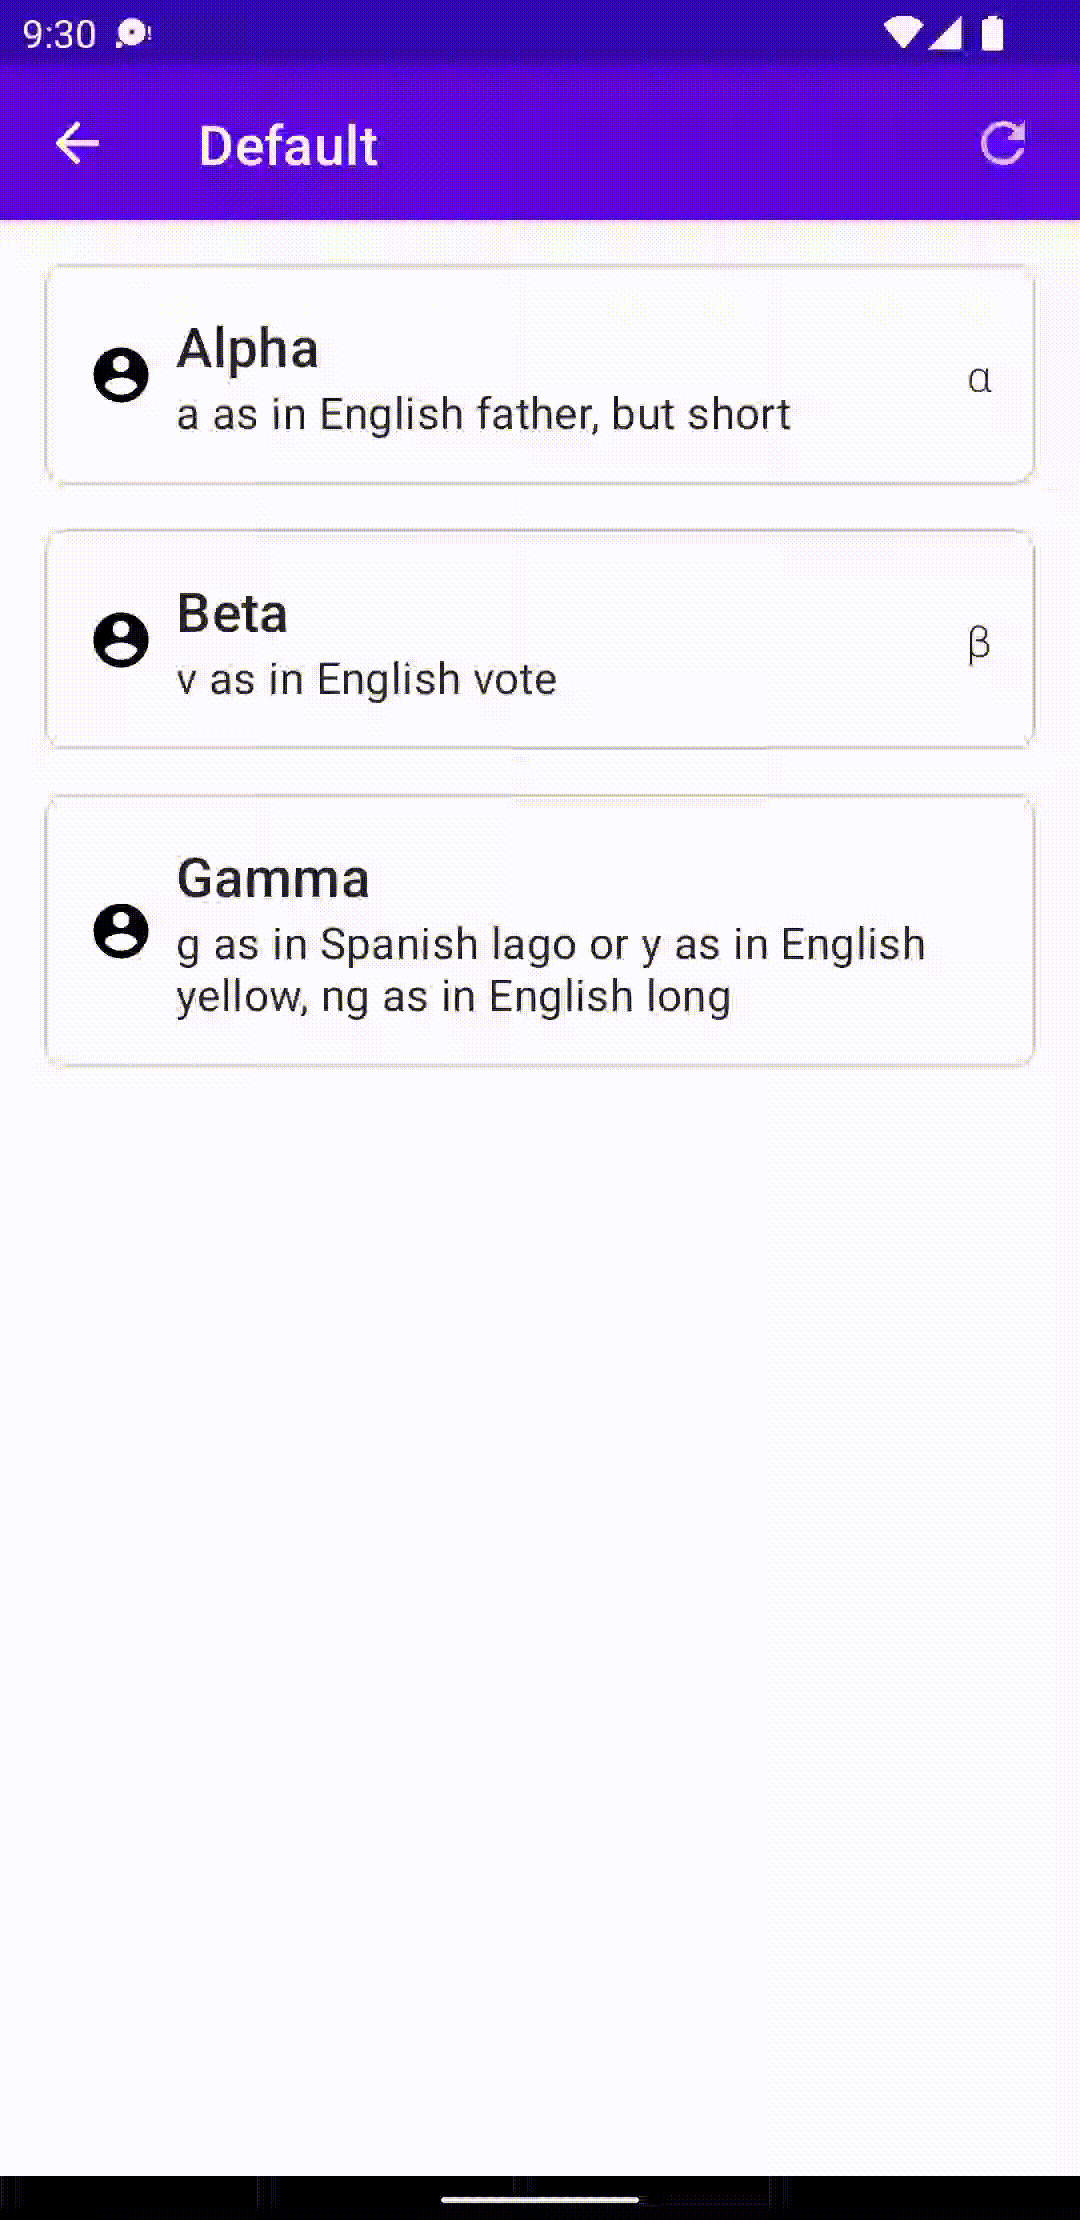 9:30
Default
Alpha
a as in English father, but short
α
Beta
v as in English vote
β
Gamma
g as in Spanish lago or y as in English
yellow, ng as in English long